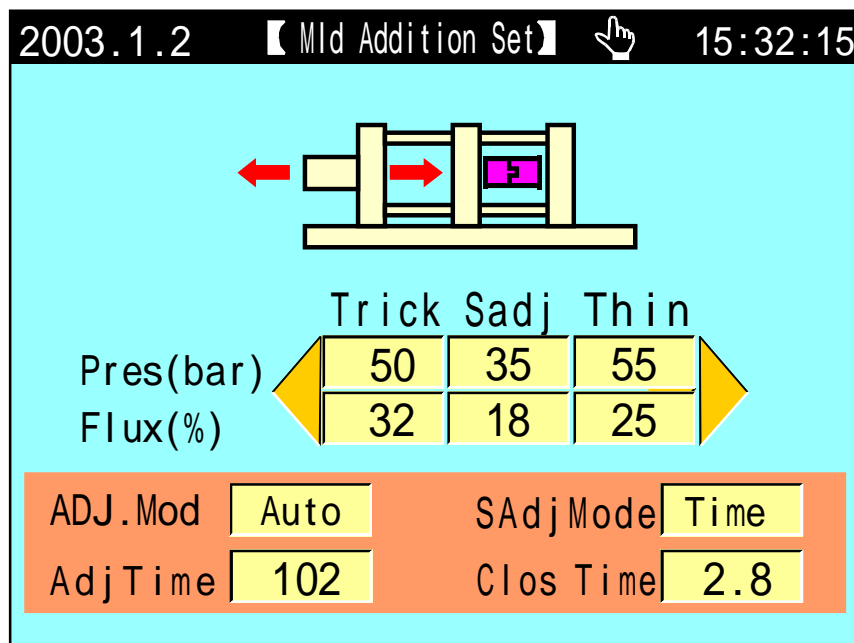 2003.1.2 【 Mld Addition Set】 15:32:15
Trick Sadj Thin
Pres(bar) 50 35 55
Flux(%) 32 18 25
ADJ.Mod Auto SAdjMode Time
AdjTime 102 Clos Time 2.8